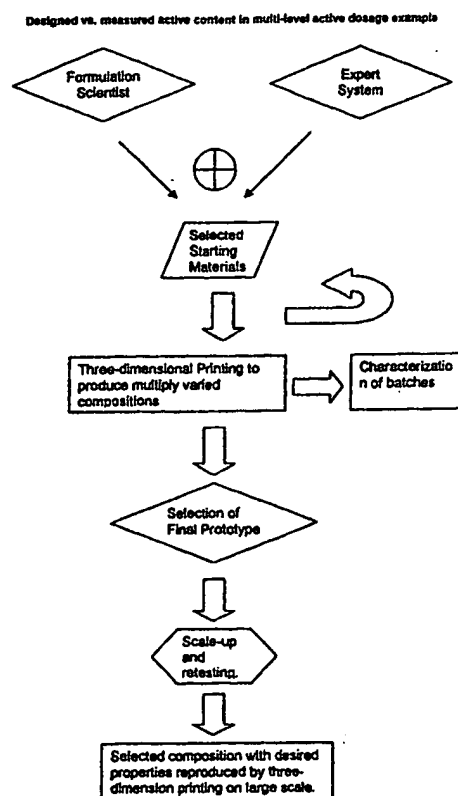 Designed vs. measured active content in multi-level active dosage example
Formulation
Scientist
Expert
System
Selected
Starting
Materials
Three-dimensional Printing to
produce multiply varied
compositions
Characterizatio
n of batches
Selection of
Final Prototype
Scale-up
and
retesting.
Selected composition with desired
properties reproduced by three-
dimension printing on large scale.